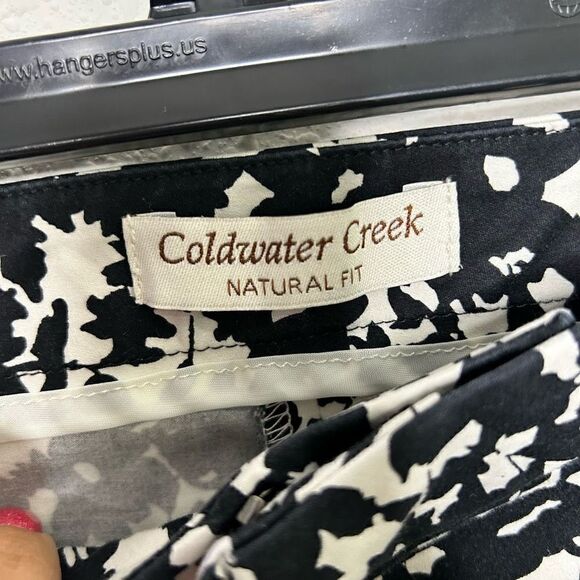 www.hangersplus.us
Coldwater Creek
NATURAL FIT